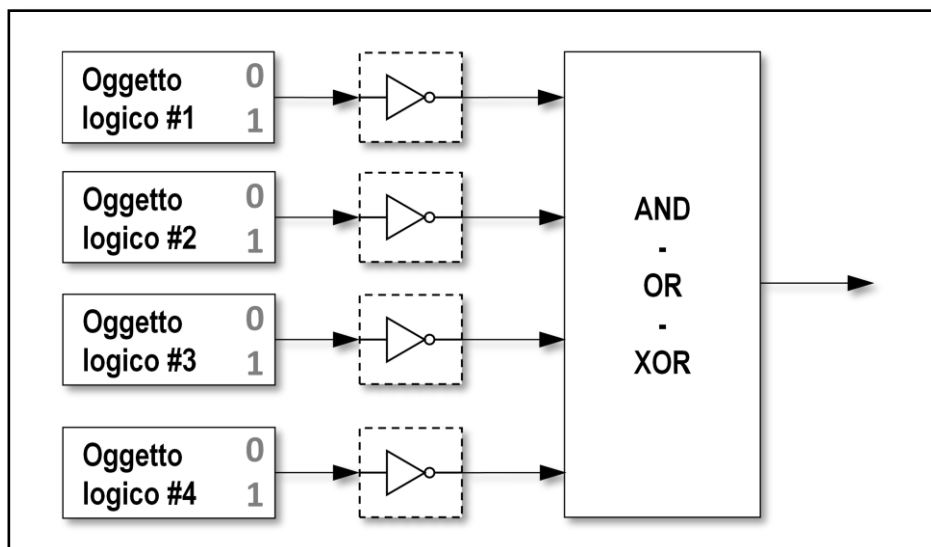 Oggetto 0
logico #1 1
Oggetto 0
logico #2 1
Oggetto 0
logico #3 1
Oggetto 0
logico #4 1
AND
-
OR
-
XOR